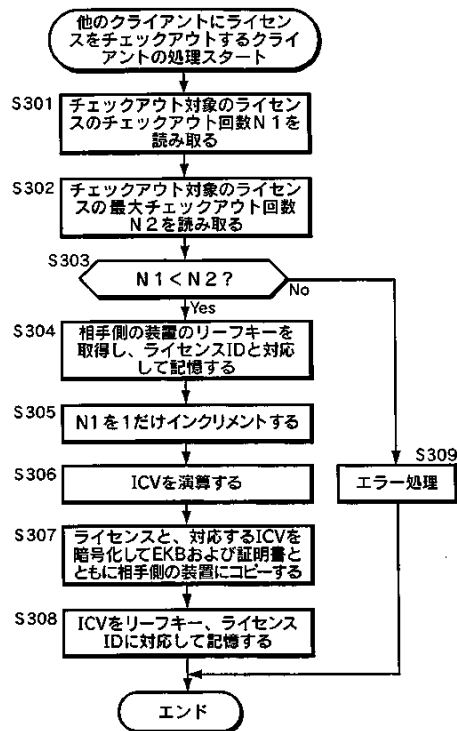 他のクライアントにライセン
スをチェックアウトするクライ
アントの処理スタート
S301
チェックアウト対象のライセン
スのチェックアウト回数N1を
読み取る
S302
チェックアウト対象のライセン
スの最大チェックアウト回数
N2を読み取る
S303
N1<N2?
No
Yes
S304
相手側の装置のリーフキーを
取得し、ライセンスIDと対応
して記憶する
S305
N1を1だけインクリメントする
S309
エラー処理
S306
ICVを演算する
S307
ライセンスと、対応するICVを
暗号化してEKBおよび証明書と
ともに相手側の装置にコピーする
S308
ICVをリーフキー、ライセンス
IDに対応して記憶する
エンド